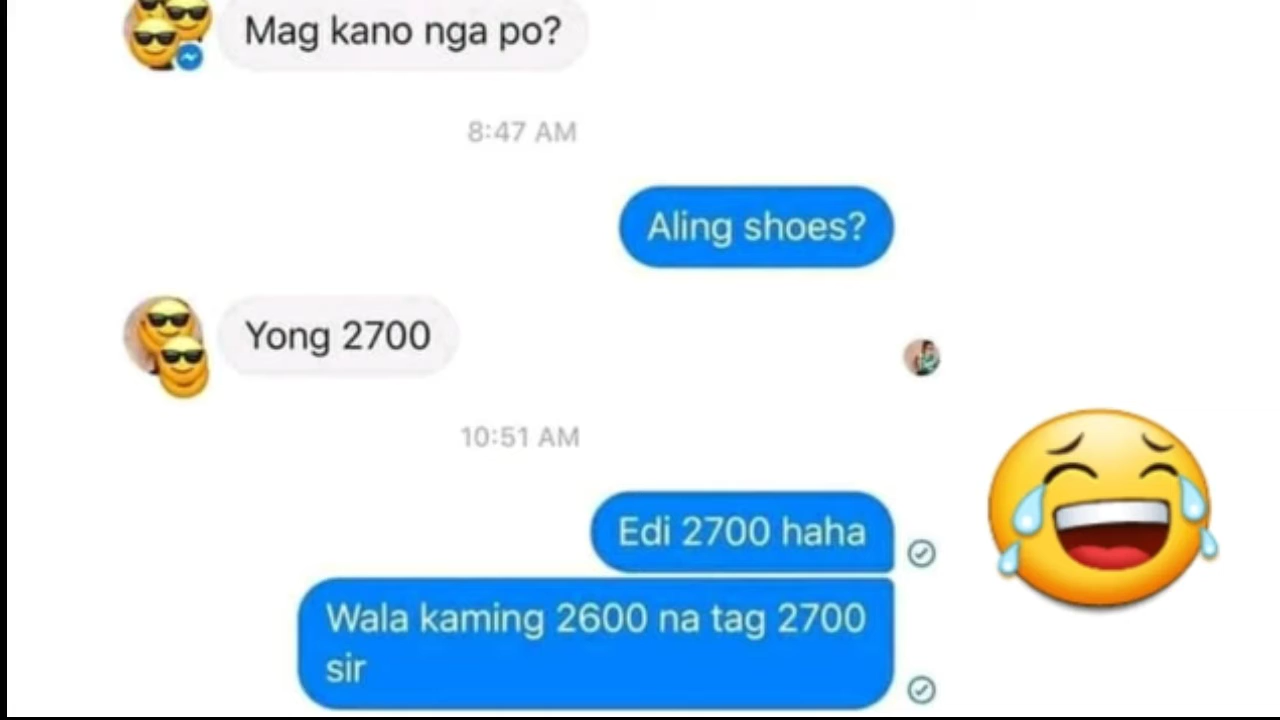 Mag kano nga po?
8:47 AM
Aling shoes?
Yong 2700
10:51 AM
Edi 2700 haha
Wala kaming 2600 na tag 2700
sir